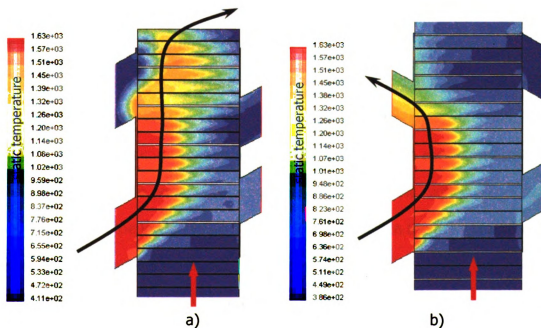 1.63e+03
1.57e+03
1.51e+03
1.45e+03
1.39e+03
1.32e+03
1.26e+03
1.20e+03
1.14e+03
1.06e+03
1.02e+03
9.59e+02
8.98e+02
8.37e+02
7.76e+02
7.15e+02
6.55e+02
5.94e+02
5.33e+02
4.72e+02
4.11e+02
atic temperature
a)
1.63e+03
1.57e+03
1.51e+03
1.45e+03
1.38e+03
1.32e+03
1.26e+03
1.20e+03
1.14e+03
1.07e+03
1.01e+03
9.48e+02
8.86e+02
8.23e+02
7.61e+02
6.98e+02
6.36e+02
5.74e+02
5.11e+02
4.49e+02
3.86e+02
atic temperature
b)